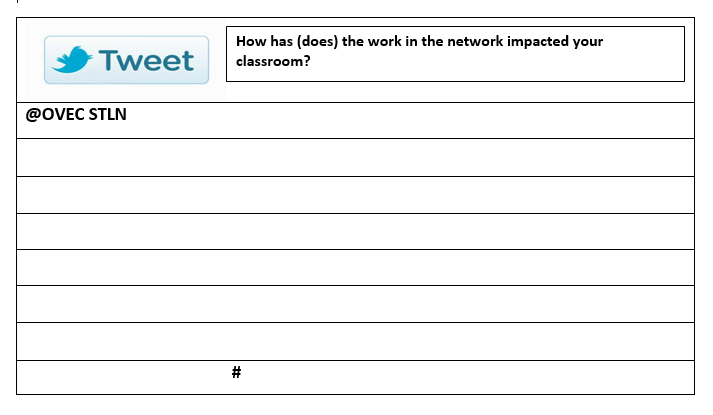 Tweet
How has (does) the work in the network impacted your
classroom?
@OVEC STLN
#